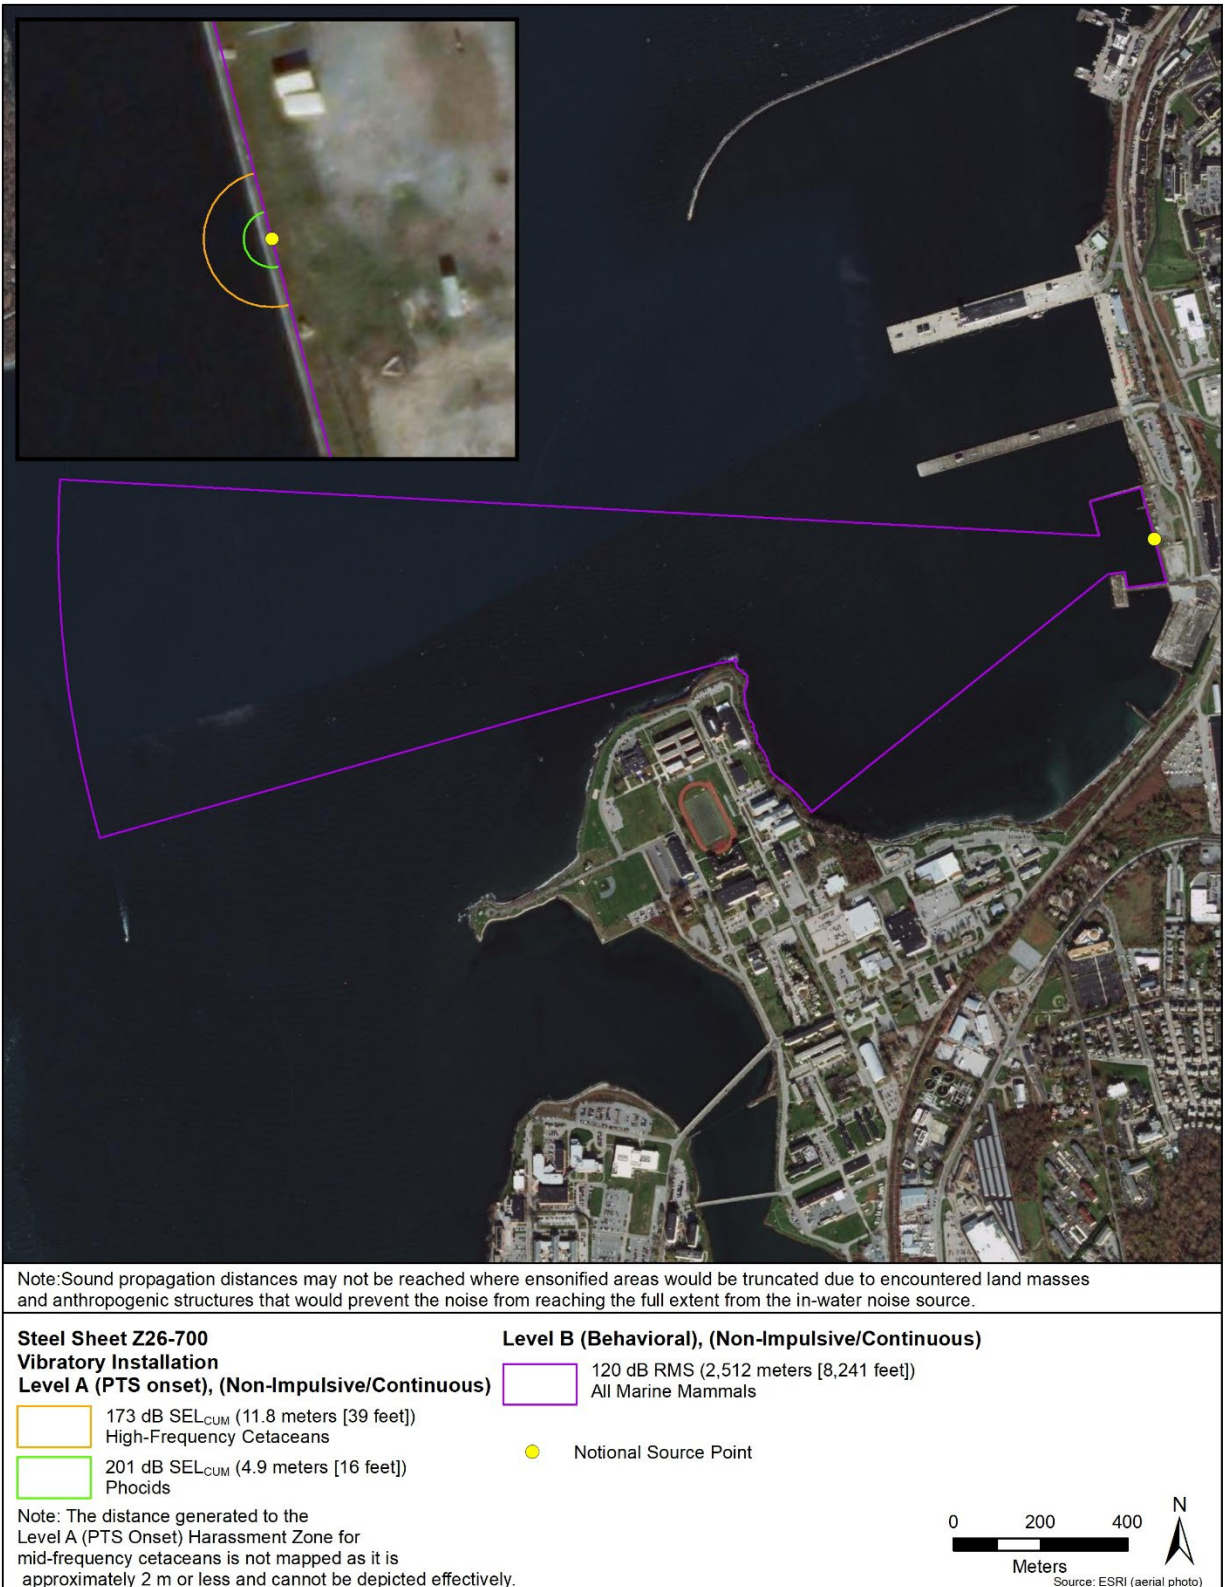 Note:Sound propagation distances may not be reached where ensonified areas would be truncated due to encountered land masses
and anthropogenic structures that would prevent the noise from reaching the full extent from the in-water noise source.
Steel Sheet Z26-700
Vibratory Installation
Level A (PTS onset), (Non-Impulsive/Continuous)
173 dB SELCUM (11.8 meters [39 feet])
High-Frequency Cetaceans
201 dB SELCUM (4.9 meters [16 feet])
Phocids
Note: The distance generated to the
Level A (PTS Onset) Harassment Zone for
mid-frequency cetaceans is not mapped as it is
approximately 2 m or less and cannot be depicted effectively.
Level B (Behavioral), (Non-Impulsive/Continuous)
120 dB RMS (2,512 meters [8,241 feet])
All Marine Mammals
Notional Source Point
0 200 400
Meters
N
Source: ESRI (aerial photo)